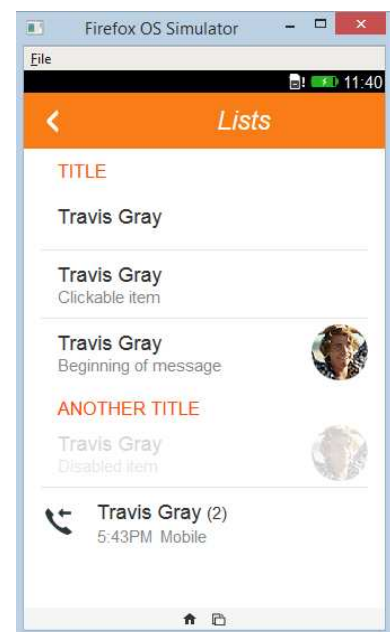 Firefox OS Simulator
File
11:40
Lists
TITLE
Travis Gray
Travis Gray
Clickable item
Travis Gray
Beginning of message
ANOTHER TITLE
Travis Gray
Disabled item
Travis Gray (2)
5:43PM Mobile